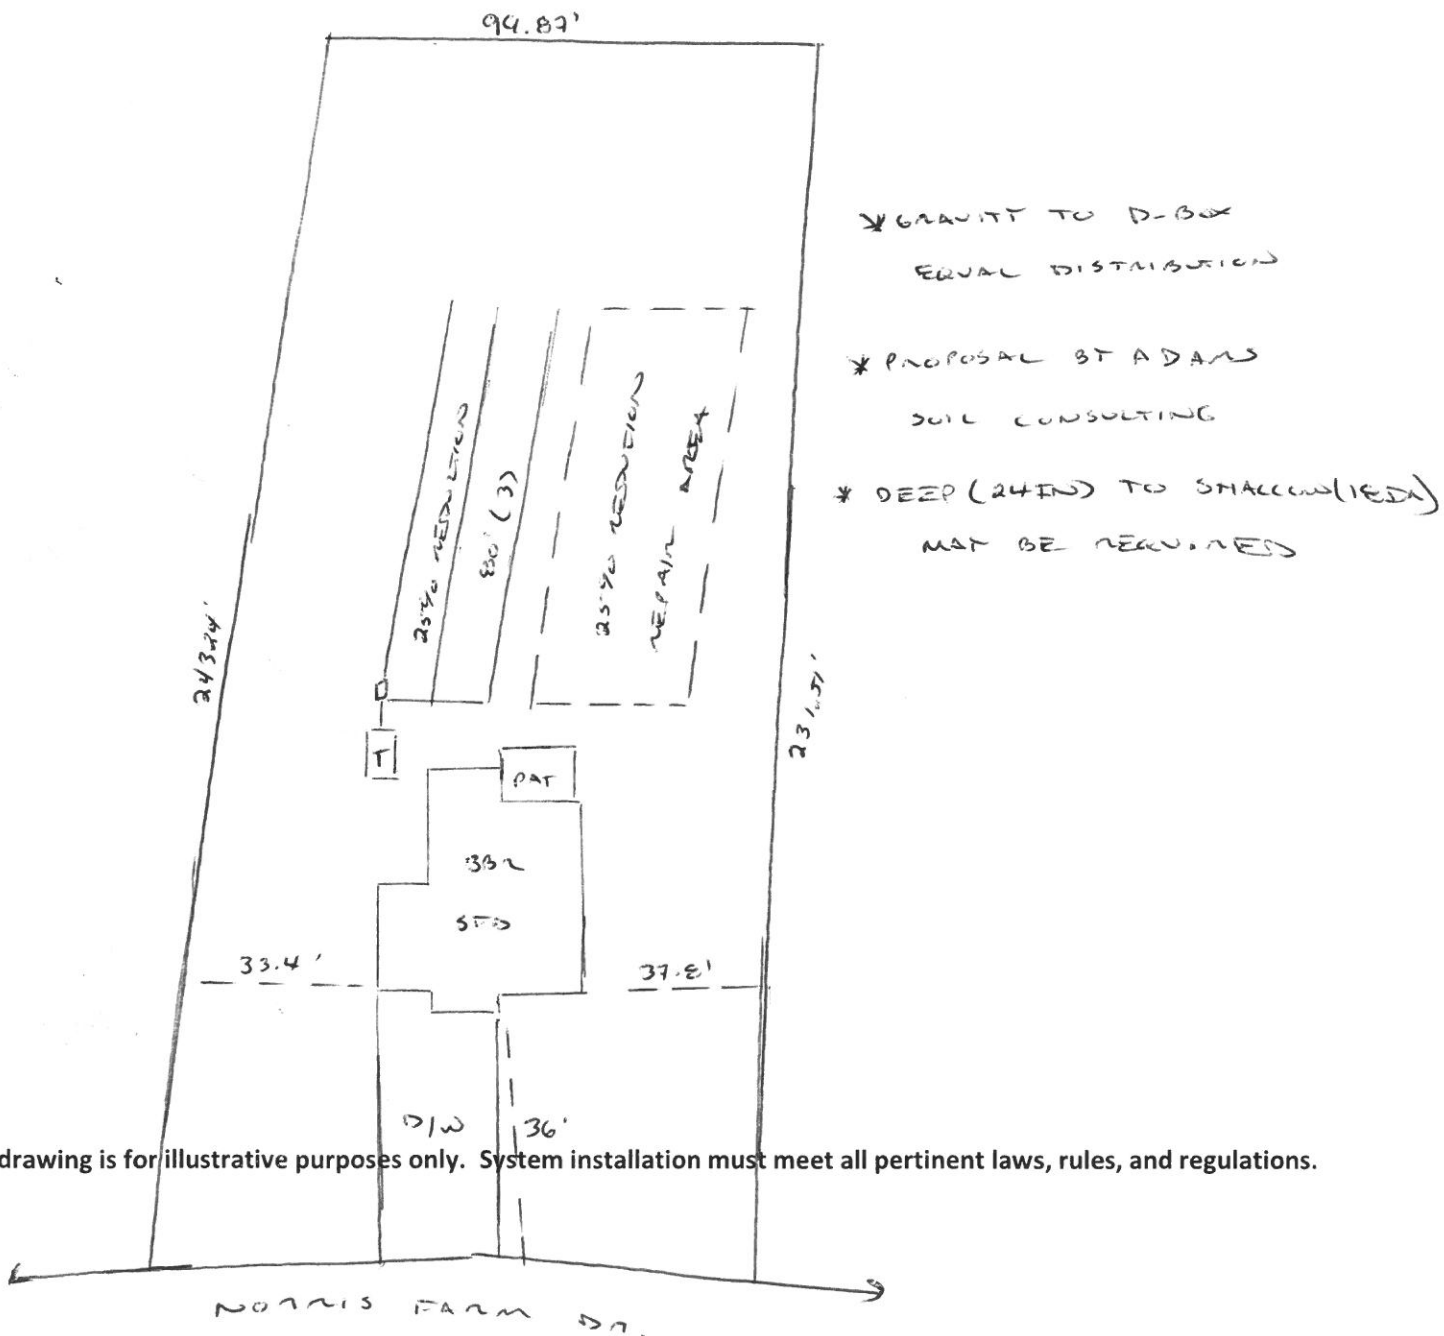 94.87'
* GRAVITY TO D-BOX
EQUAL DISTRIBUTION
* PROPOSAL BY ADAMS
SOIL CONSULTING
* DEEP (24IN) TO SHALLOW(18IN)
MAY BE REQUIRED
25% REDUCTION
80' (3)
25% REDUCTION
REPAIR AREA
243.24'
231.51'
T
PAT
3BR
SFD
33.4'
37.8'
D/W
36'
drawing is for illustrative purposes only. System installation must meet all pertinent laws, rules, and regulations.
NORRIS FARM DR.